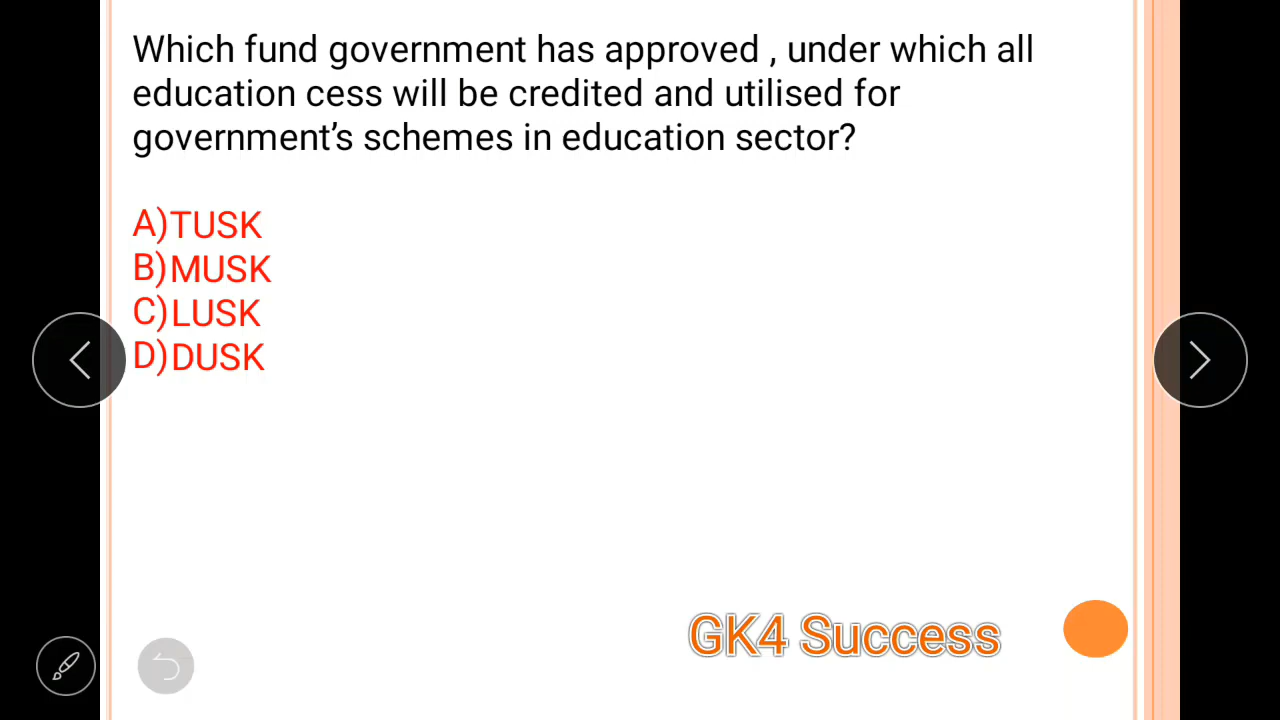 Which fund government has approved , under which all
education cess will be credited and utilised for
government's schemes in education sector?
A)TUSK
B)MUSK
C)LUSK
D)DUSK
GK4 Success